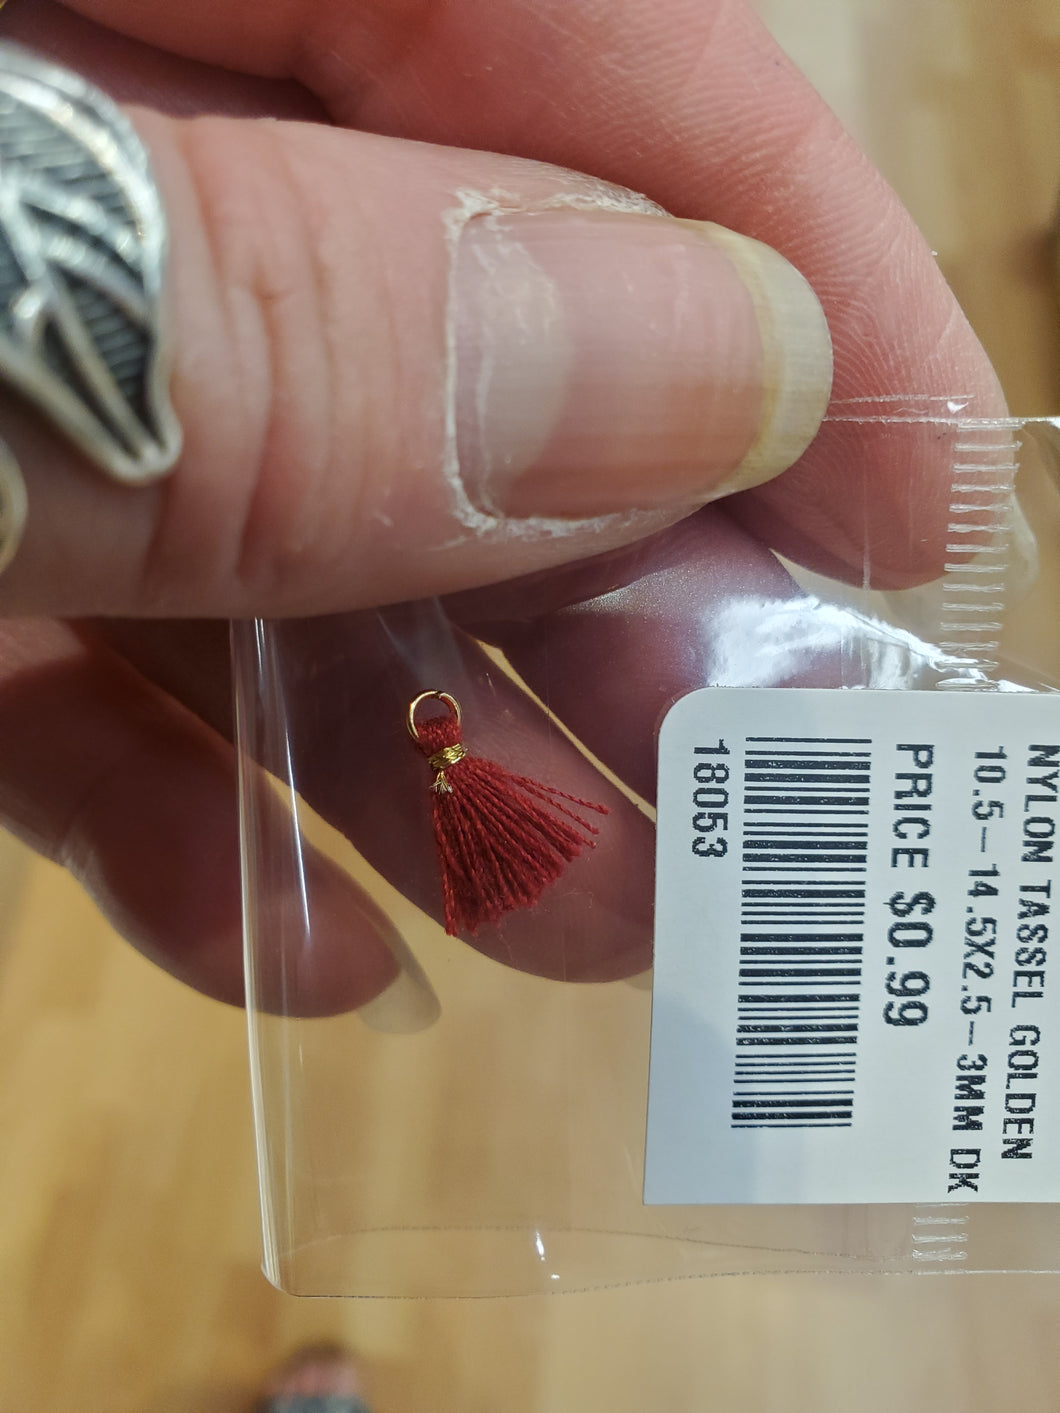 NYLON TASSEL GOLDEN
10.5-14.5X2.5-3MM DK
PRICE $0.99
18053